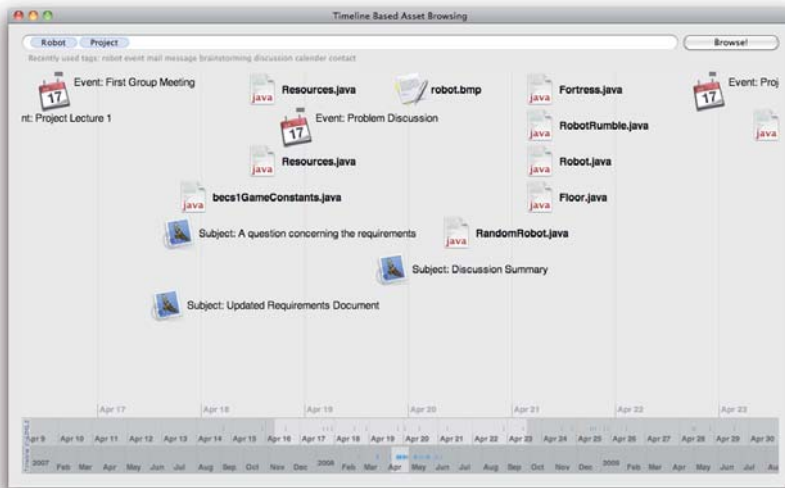 Timeline Based Asset Browsing
Robot Project Browse!
Recently used tags: robot event mail message brainstorming discussion calender contact
Event: First Group Meeting
Resources.java
robot.bmp
Fortress.java
Event: Proj
nt: Project Lecture 1
Event: Problem Discussion
RobotRumble.java
Resources.java
Robot.java
becs1GameConstants.java
Floor.java
Subject: A question concerning the requirements
RandomRobot.java
Subject: Discussion Summary
Subject: Updated Requirements Document
Apr 17 Apr 18 Apr 19 Apr 20 Apr 21 Apr 22 Apr 23
Apr 9 Apr 10 Apr 11 Apr 12 Apr 13 Apr 14 Apr 15 Apr 16 Apr 17 Apr 18 Apr 19 Apr 20 Apr 21 Apr 22 Apr 23 Apr 24 Apr 25 Apr 26 Apr 27 Apr 28 Apr 29 Apr 30
2007 Feb Mar Apr May Jun Jul Aug Sep Oct Nov Dec 2008 Feb Mar Apr May Jun Jul Aug Sep Oct Nov Dec 2009 Feb Mar Apr May Jun Jul Au